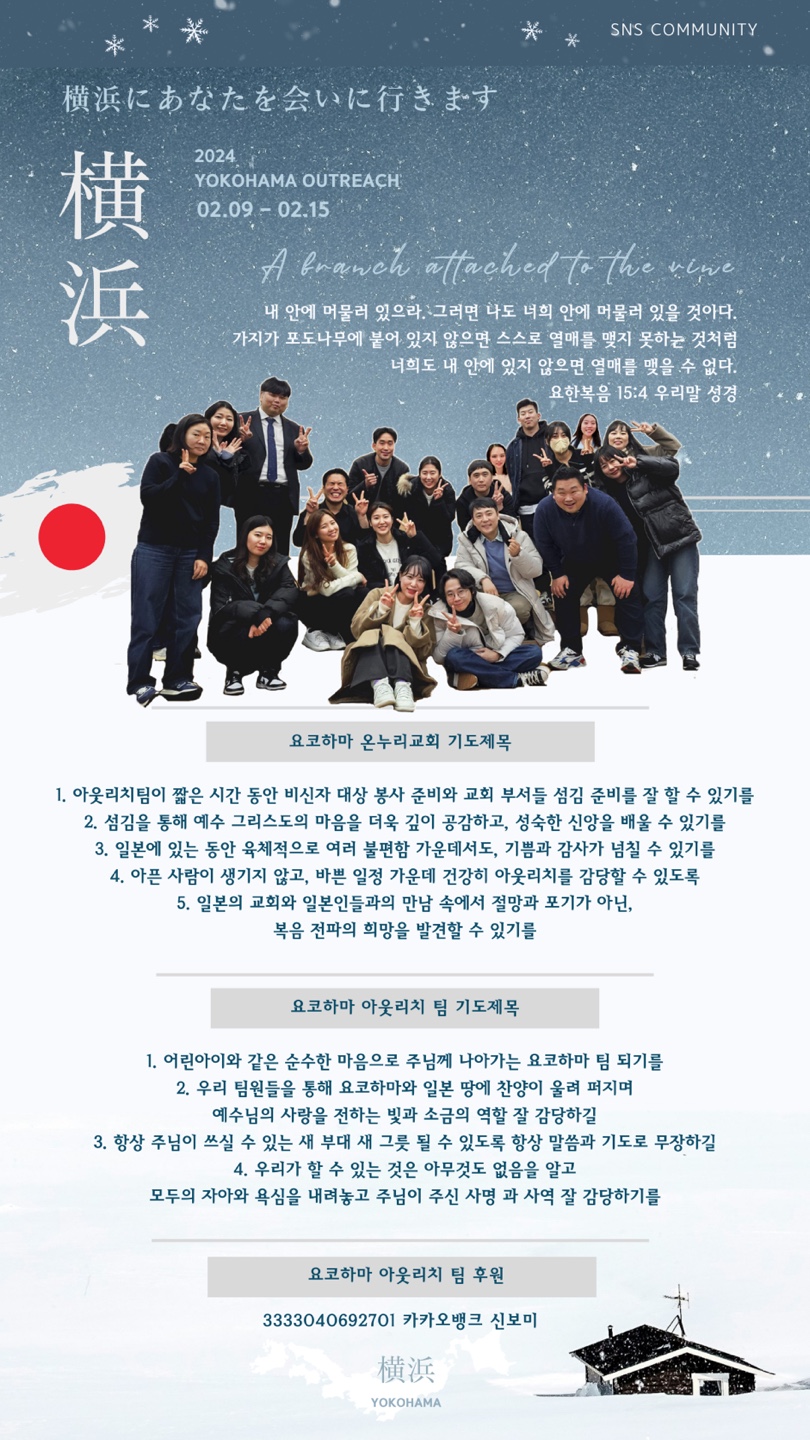 SNS COMMUNITY
横浜にあなたを会いに行きます
横浜
2024
YOKOHAMA OUTREACH
02.09 - 02.15
A branch attached to the vine
내 안에 머물러 있으라. 그러면 나도 너희 안에 머물러 있을 것이다.
가지가 포도나무에 붙어 있지 않으면 스스로 열매를 맺지 못하는 것처럼
너희도 내 안에 있지 않으면 열매를 맺을 수 없다.
요한복음 15:4 우리말 성경
요코하마 온누리교회 기도제목
1. 아웃리치팀이 짧은 시간 동안 비신자 대상 봉사 준비와 교회 부서들 섬김 준비를 잘 할 수 있기를
2. 섬김을 통해 예수 그리스도의 마음을 더욱 깊이 공감하고, 성숙한 신앙을 배울 수 있기를
3. 일본에 있는 동안 육체적으로 여러 불편함 가운데서도, 기쁨과 감사가 넘칠 수 있기를
4. 아픈 사람이 생기지 않고, 바쁜 일정 가운데 건강히 아웃리치를 감당할 수 있도록
5. 일본의 교회와 일본인들과의 만남 속에서 절망과 포기가 아닌,
복음 전파의 희망을 발견할 수 있기를
요코하마 아웃리치 팀 기도제목
1. 어린아이와 같은 순수한 마음으로 주님께 나아가는 요코하마 팀 되기를
2. 우리 팀원들을 통해 요코하마와 일본 땅에 찬양이 울려 퍼지며
예수님의 사랑을 전하는 빛과 소금의 역할 잘 감당하길
3. 항상 주님이 쓰실 수 있는 새 부대 새 그릇 될 수 있도록 항상 말씀과 기도로 무장하길
4. 우리가 할 수 있는 것은 아무것도 없음을 알고
모두의 자아와 욕심을 내려놓고 주님이 주신 사명 과 사역 잘 감당하기를
요코하마 아웃리치 팀 후원
3333040692701 카카오뱅크 신보미
横浜
YOKOHAMA